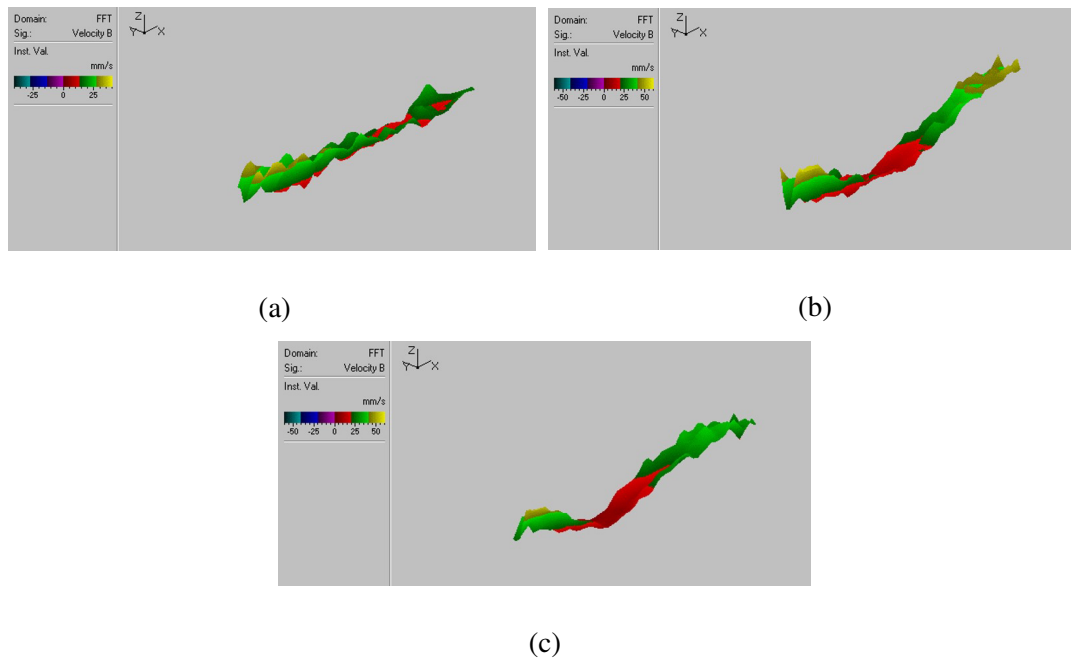 Domain: FFT
Sig.: Velocity B
Inst. Val.
mm/s
-25 0 25
Z
Y X
(a)
Domain: FFT
Sig.: Velocity B
Inst. Val.
mm/s
-50 -25 0 25 50
Z
Y X
(b)
Domain: FFT
Sig.: Velocity B
Inst. Val.
mm/s
-50 -25 0 25 50
Z
Y X
(c)